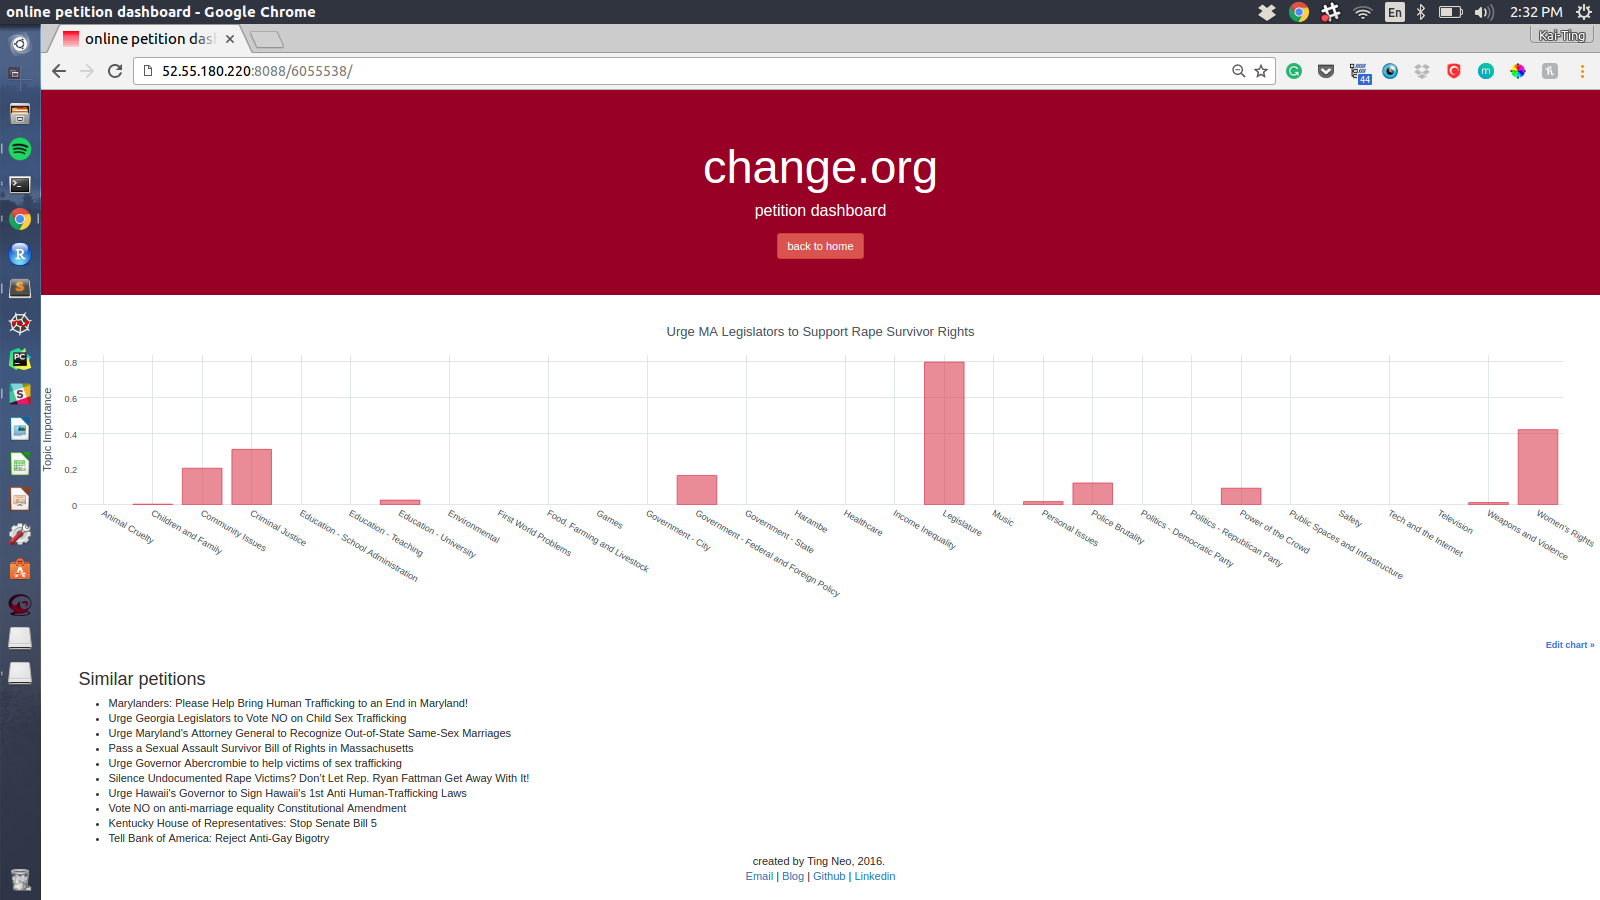 online petition dashboard - Google Chrome
En
2:32 PM
online petition das
Kai-Ting
52.55.180.220:8088/6055538/
44
change.org
petition dashboard
back to home
Urge MA Legislators to Support Rape Survivor Rights
Topic Importance
0.8
0.6
0.4
0.2
0
Animal Cruelty
Children and Family
Community Issues
Criminal Justice
Education - School Administration
Education - Teaching
Education - University
Environmental
First World Problems
Food, Farming and Livestock
Games
Government - City
Government - Federal and Foreign Policy
Government - State
Harambe
Healthcare
Income Inequality
Legislature
Music
Personal Issues
Police Brutality
Politics - Democratic Party
Politics - Republican Party
Power of the Crowd
Public Spaces and Infrastructure
Safety
Tech and the Internet
Television
Weapons and Violence
Women's Rights
Edit chart »
Similar petitions
• Marylanders: Please Help Bring Human Trafficking to an End in Maryland!
• Urge Georgia Legislators to Vote NO on Child Sex Trafficking
• Urge Maryland's Attorney General to Recognize Out-of-State Same-Sex Marriages
• Pass a Sexual Assault Survivor Bill of Rights in Massachusetts
• Urge Governor Abercrombie to help victims of sex trafficking
• Silence Undocumented Rape Victims? Don't Let Rep. Ryan Fattman Get Away With It!
• Urge Hawaii's Governor to Sign Hawaii's 1st Anti Human-Trafficking Laws
• Vote NO on anti-marriage equality Constitutional Amendment
• Kentucky House of Representatives: Stop Senate Bill 5
• Tell Bank of America: Reject Anti-Gay Bigotry
created by Ting Neo, 2016.
Email | Blog | Github | Linkedin